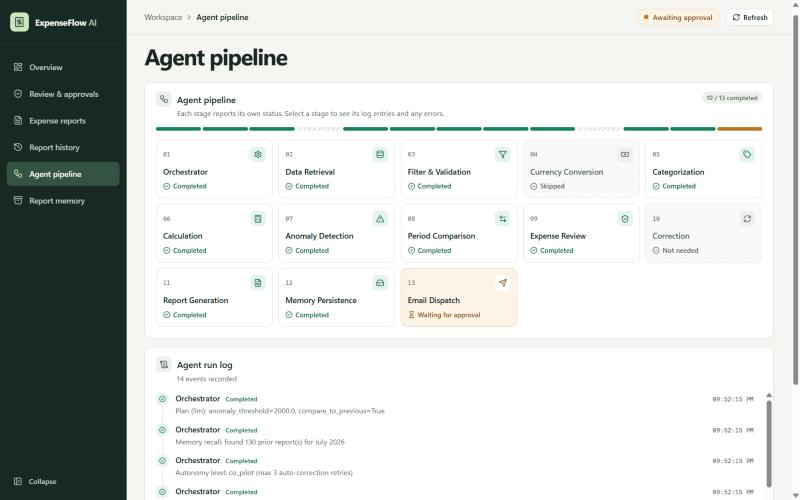 ExpenseFlow AI
Workspace > Agent pipeline
Awaiting approval
Refresh
Overview
Review & approvals
Expense reports
Report history
Agent pipeline
Report memory
Collapse
Agent pipeline
Agent pipeline
10 / 13 completed
Each stage reports its own status. Select a stage to see its log entries and any errors.
01
Orchestrator
Completed
02
Data Retrieval
Completed
03
Filter & Validation
Completed
04
Currency Conversion
Skipped
05
Categorization
Completed
06
Calculation
Completed
07
Anomaly Detection
Completed
08
Period Comparison
Completed
09
Expense Review
Completed
10
Correction
Not needed
11
Report Generation
Completed
12
Memory Persistence
Completed
13
Email Dispatch
Waiting for approval
Agent run log
14 events recorded
Orchestrator Completed 09:52:15 PM
Plan (llm): anomaly_threshold=2000.0, compare_to_previous=True
Orchestrator Completed 09:52:15 PM
Memory recall: found 130 prior report(s) for July 2026
Orchestrator Completed 09:52:15 PM
Autonomy level: co_pilot (max 3 auto-correction retries)
Orchestrator Completed 09:52:15 PM